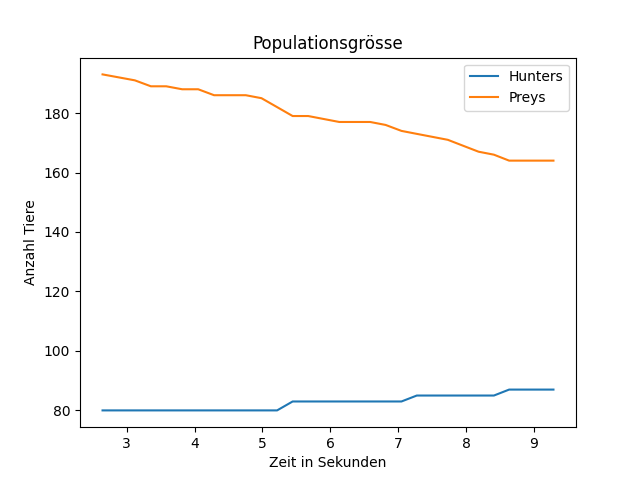 Populationsgrösse
Hunters
Preys
Anzahl Tiere
180
160
140
120
100
80
3 4 5 6 7 8 9
Zeit in Sekunden